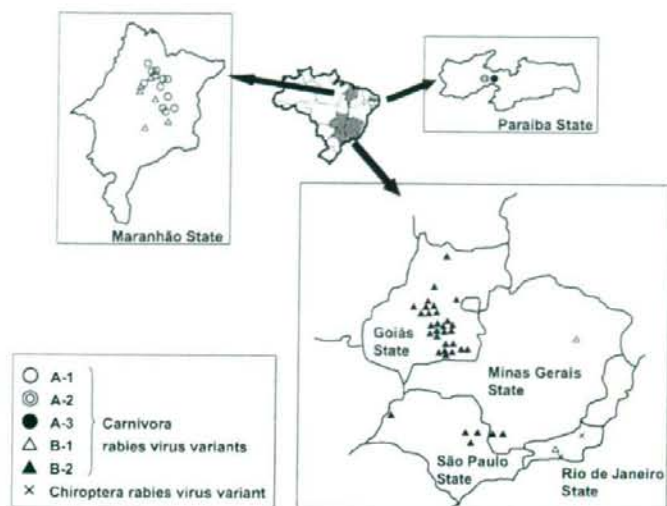 Maranhão State
Paraíba State
Goiás
State
Minas Gerais
State
São Paulo
State
Rio de Janeiro
State
A-1
A-2
A-3
B-1
B-2
Carnivora
rabies virus variants
Chiroptera rabies virus variant